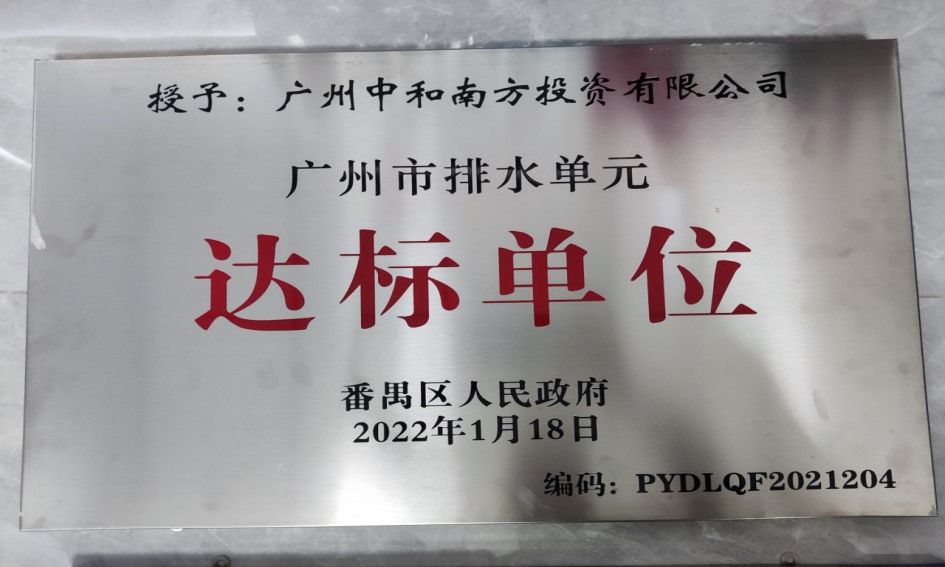 授予：广州中和南方投资有限公司
广州市排水单元
达标单位
番禺区人民政府
2022年1月18日
编码：PYDLQF2021204